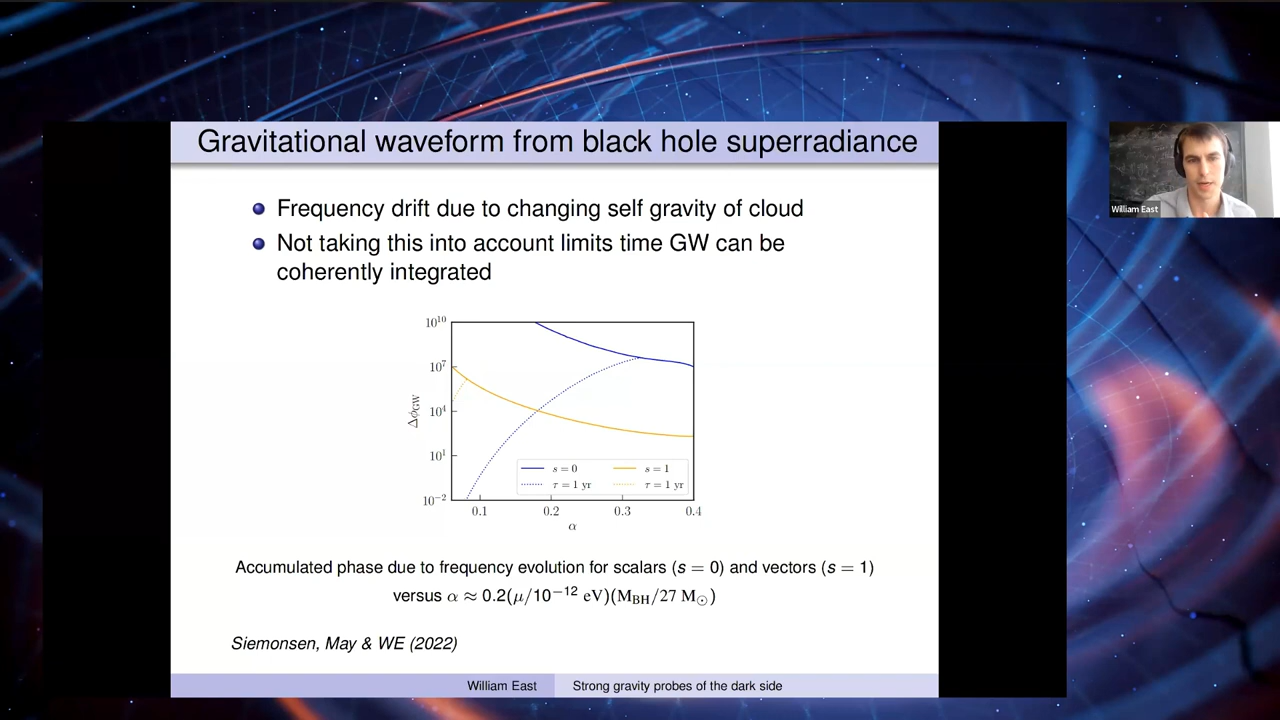 Gravitational waveform from black hole superradiance
Frequency drift due to changing self gravity of cloud
Not taking this into account limits time GW can be
coherently integrated
10^10
10^7
10^4
10^1
10^−2
Δϕ_GW
s = 0
s = 1
τ = 1 yr
τ = 1 yr
0.1
0.2
0.3
0.4
α
Accumulated phase due to frequency evolution for scalars (s = 0) and vectors (s = 1)
versus α ≈ 0.2(μ/10^−12 eV)(M_BH/27 M_⊙)
Siemonsen, May & WE (2022)
William East
Strong gravity probes of the dark side
William East